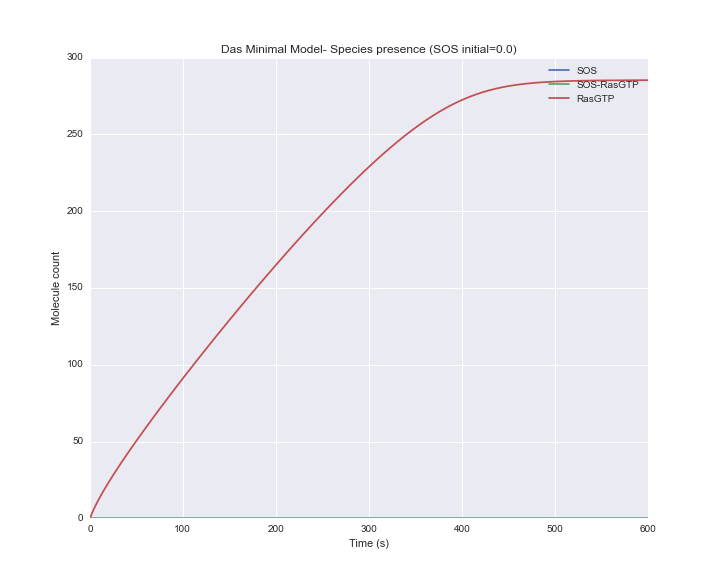 Das Minimal Model- Species presence (SOS initial=0.0)
300
250
200
150
100
50
0
Molecule count
SOS
SOS-RasGTP
RasGTP
0 100 200 300 400 500 600
Time (s)